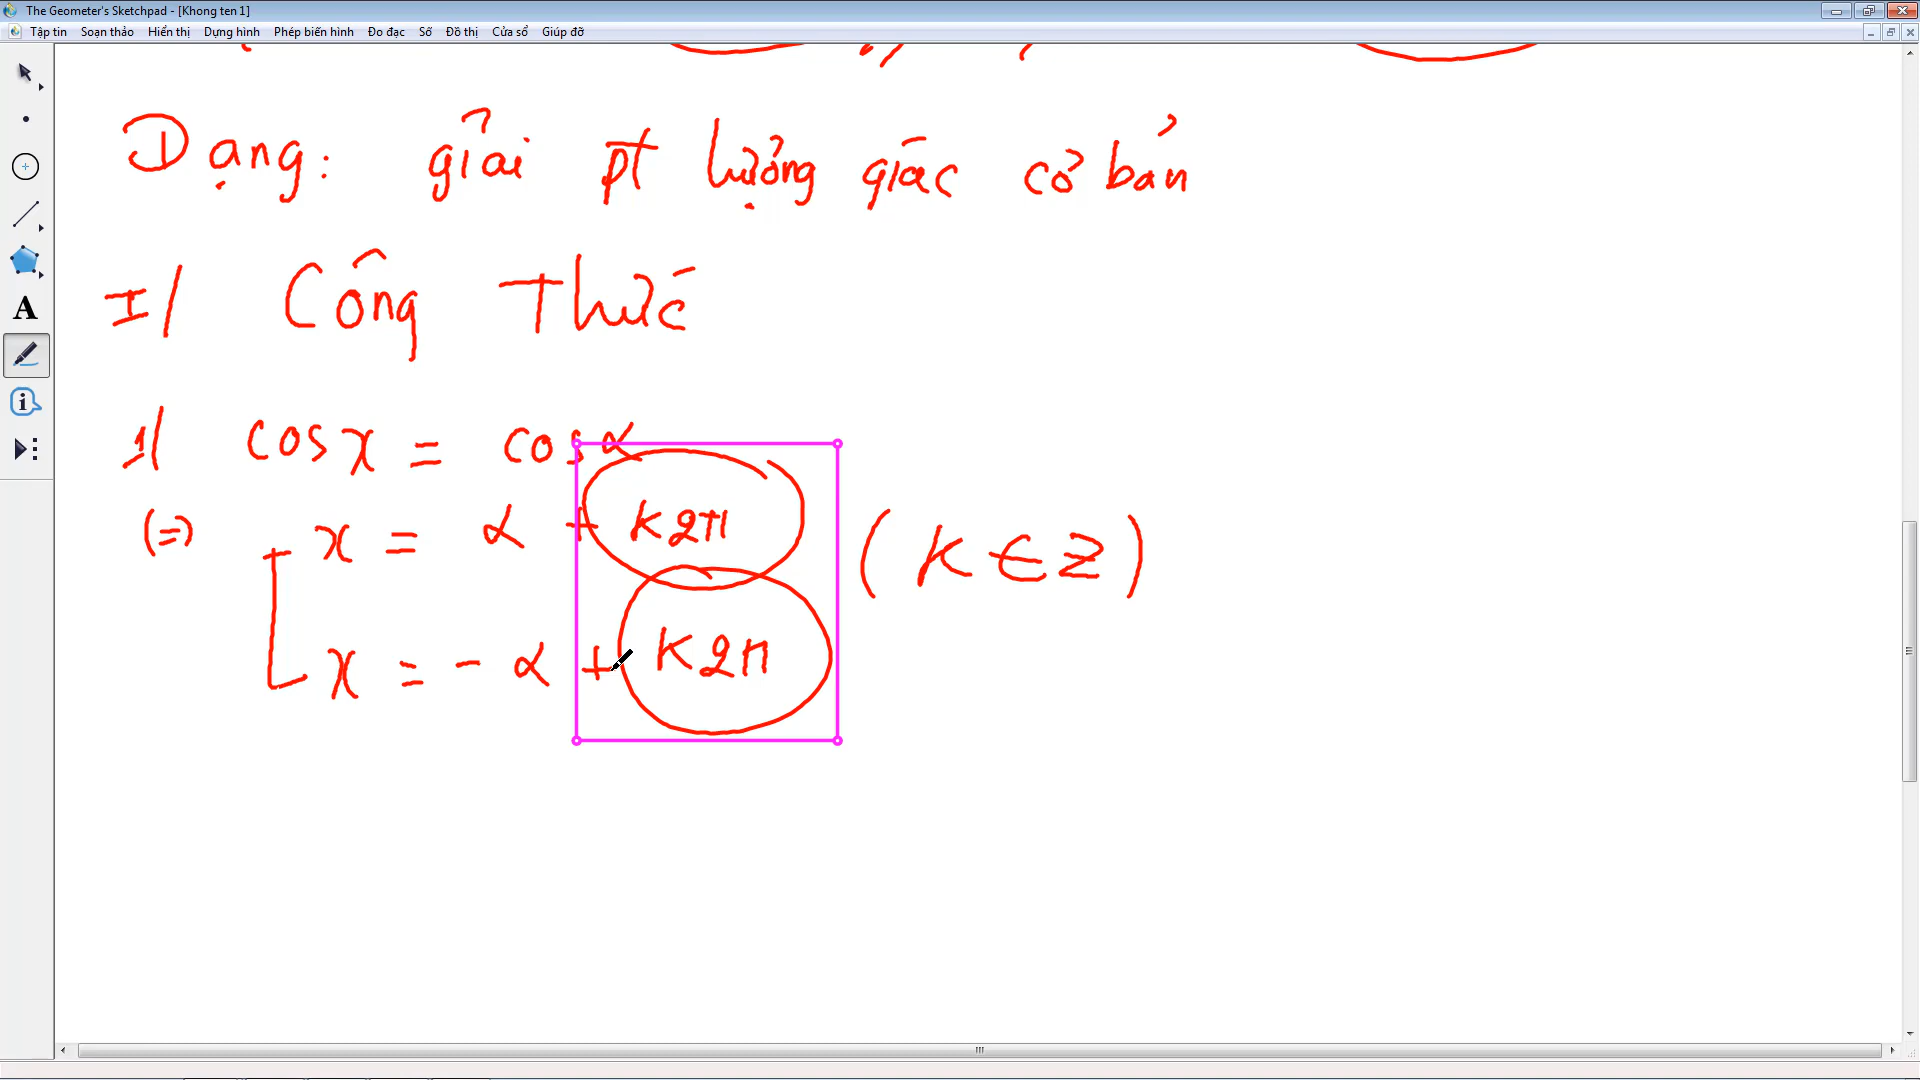 The Geometer's Sketchpad - [Khong ten 1]
Tập tin Soạn thảo Hiển thị Dựng hình Phép biến hình Đo đạc Số Đồ thị Cửa sổ Giúp đỡ
A
Dạng: giải pt lượng giác cơ bản
I/ Công Thức
1/ cosx = cosα
(=) x = α + K2π
(K ∈ Z)
x = - α + K2π